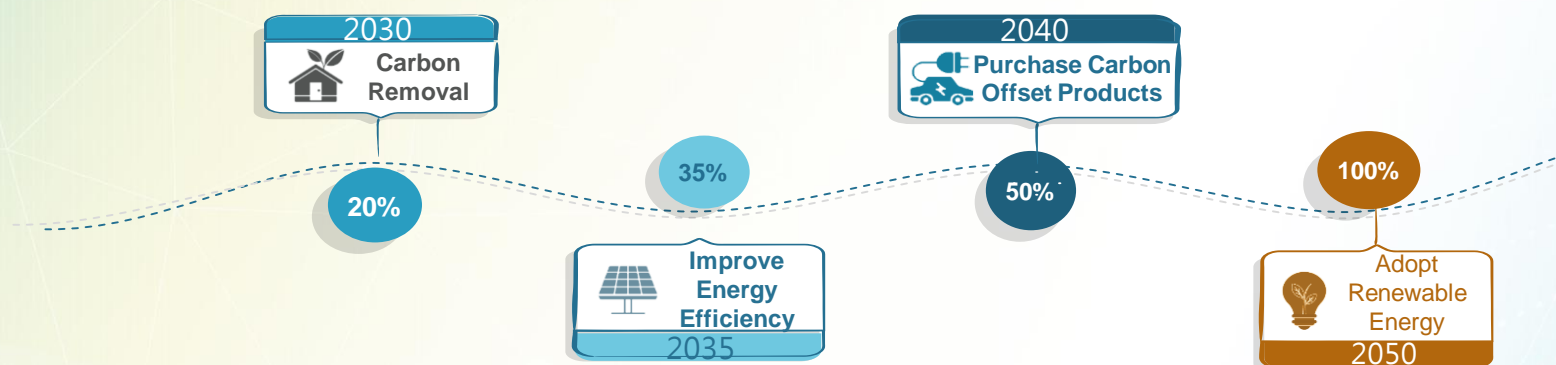 2030
Carbon
Removal
20%
35%
Improve
Energy
Efficiency
2035
2040
Purchase Carbon
Offset Products
50%
100%
Adopt
Renewable
Energy
2050